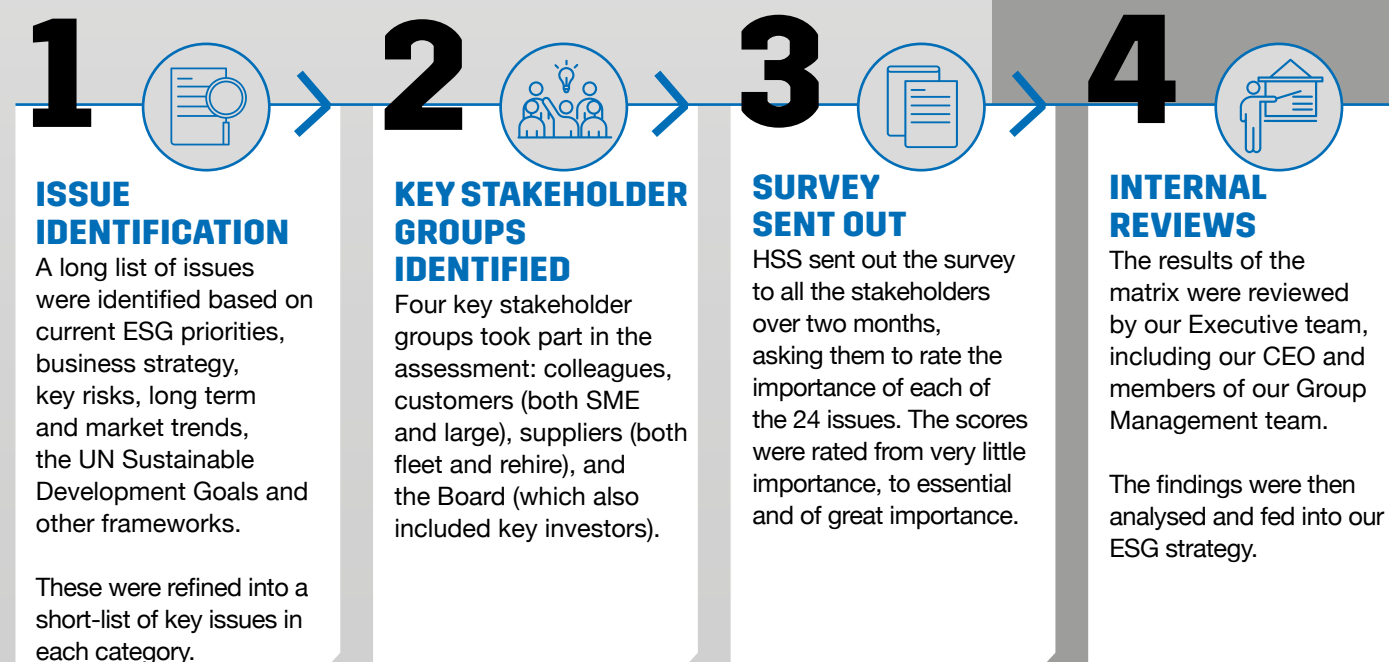 1
ISSUE
IDENTIFICATION
A long list of issues
were identified based on
current ESG priorities,
business strategy,
key risks, long term
and market trends,
the UN Sustainable
Development Goals and
other frameworks.
These were refined into a
short-list of key issues in
each category.
2
KEY STAKEHOLDER
GROUPS
IDENTIFIED
Four key stakeholder
groups took part in the
assessment: colleagues,
customers (both SME
and large), suppliers (both
fleet and rehire), and
the Board (which also
included key investors).
3
SURVEY
SENT OUT
HSS sent out the survey
to all the stakeholders
over two months,
asking them to rate the
importance of each of
the 24 issues. The scores
were rated from very little
importance, to essential
and of great importance.
4
INTERNAL
REVIEWS
The results of the
matrix were reviewed
by our Executive team,
including our CEO and
members of our Group
Management team.
The findings were then
analysed and fed into our
ESG strategy.